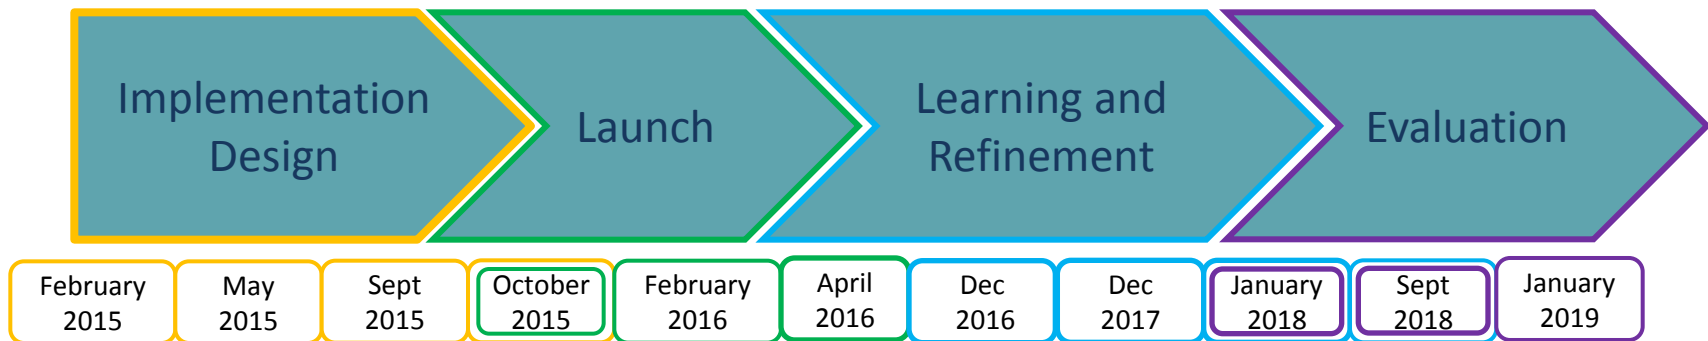 Implementation
Design
Launch
Learning and
Refinement
Evaluation
February
2015
May
2015
Sept
2015
October
2015
February
2016
April
2016
Dec
2016
Dec
2017
January
2018
Sept
2018
January
2019